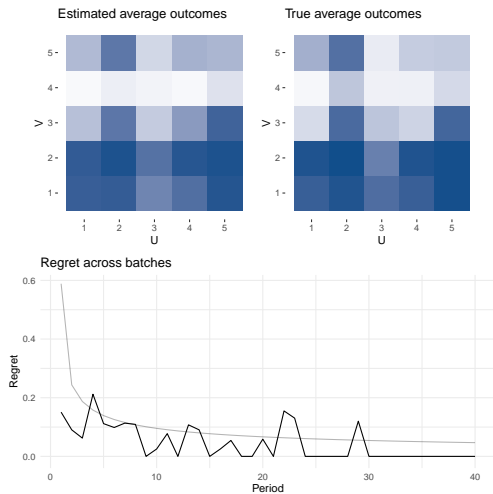 Estimated average outcomes
True average outcomes
V
5
4
3
2
1
1 2 3 4 5
U
V
5
4
3
2
1
1 2 3 4 5
U
Regret across batches
Regret
0.6
0.4
0.2
0.0
0 10 20 30 40
Period